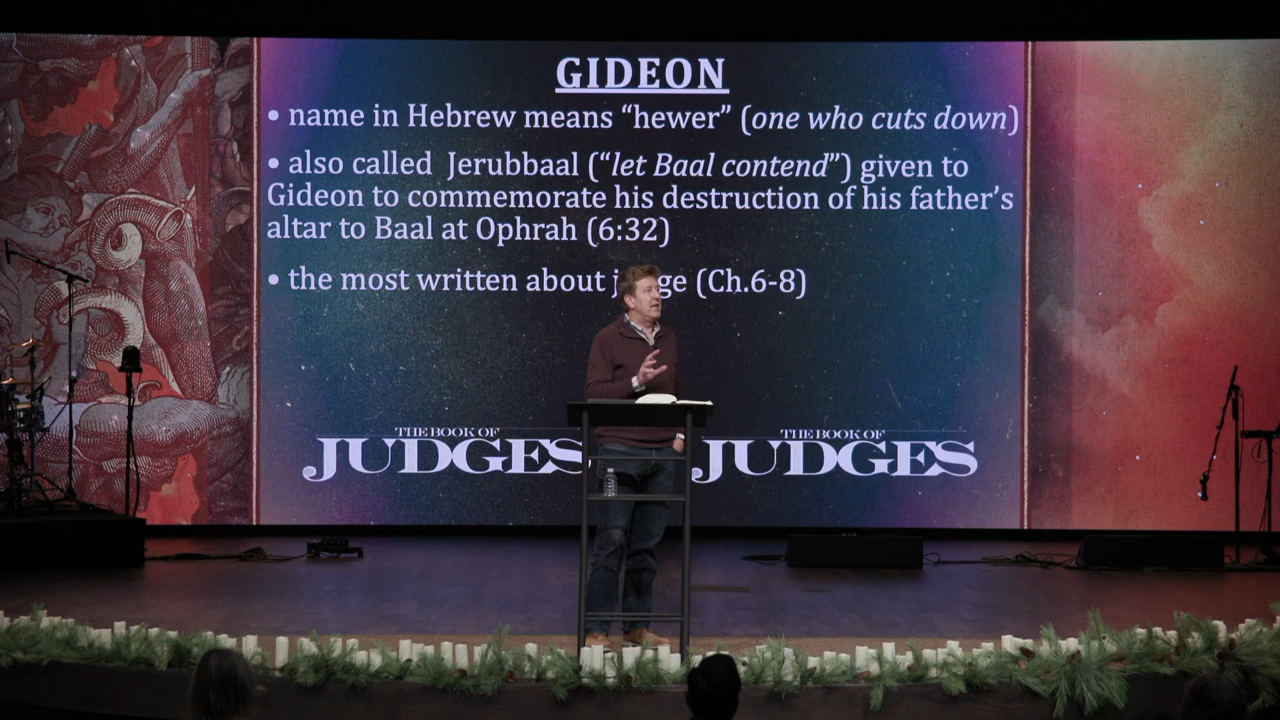 GIDEON
• name in Hebrew means “hewer” (one who cuts down)
• also called Jerubbaal (“let Baal contend”) given to
Gideon to commemorate his destruction of his father’s
altar to Baal at Ophrah (6:32)
• the most written about (Ch.6-8)
THE BOOK OF
JUDGES
THE BOOK OF
JUDGES